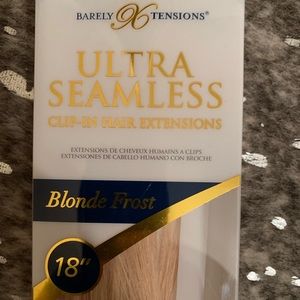 BARELY XTENSIONS®
ULTRA
SEAMLESS
CLIP-IN HAIR EXTENSIONS
EXTENSIONS DE CHEVEUX HUMAINS A CLIPS
EXTENSIONES DE CABELLO HUMANO CON BROCHE
Blonde Frost
18"